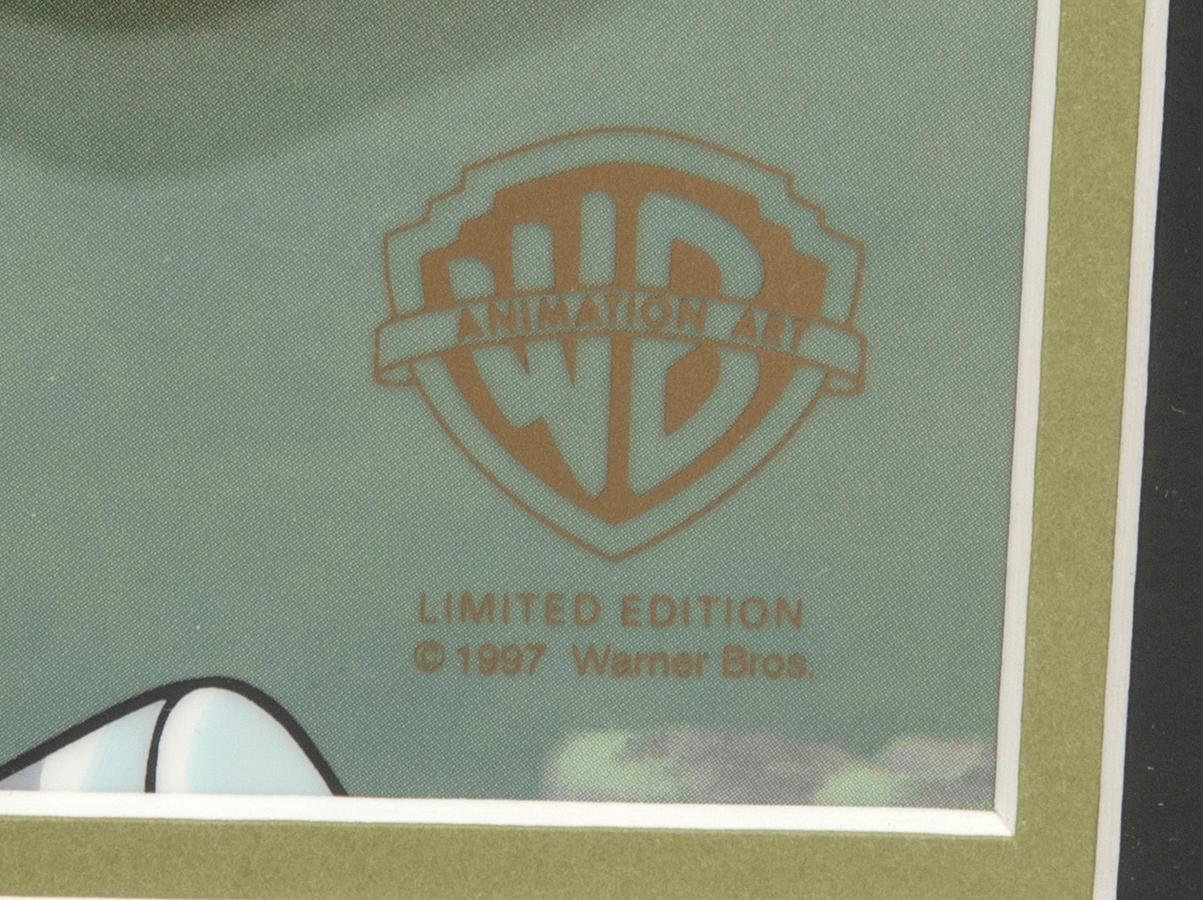 WB
ANIMATION ART
LIMITED EDITION
© 1997 Warner Bros.